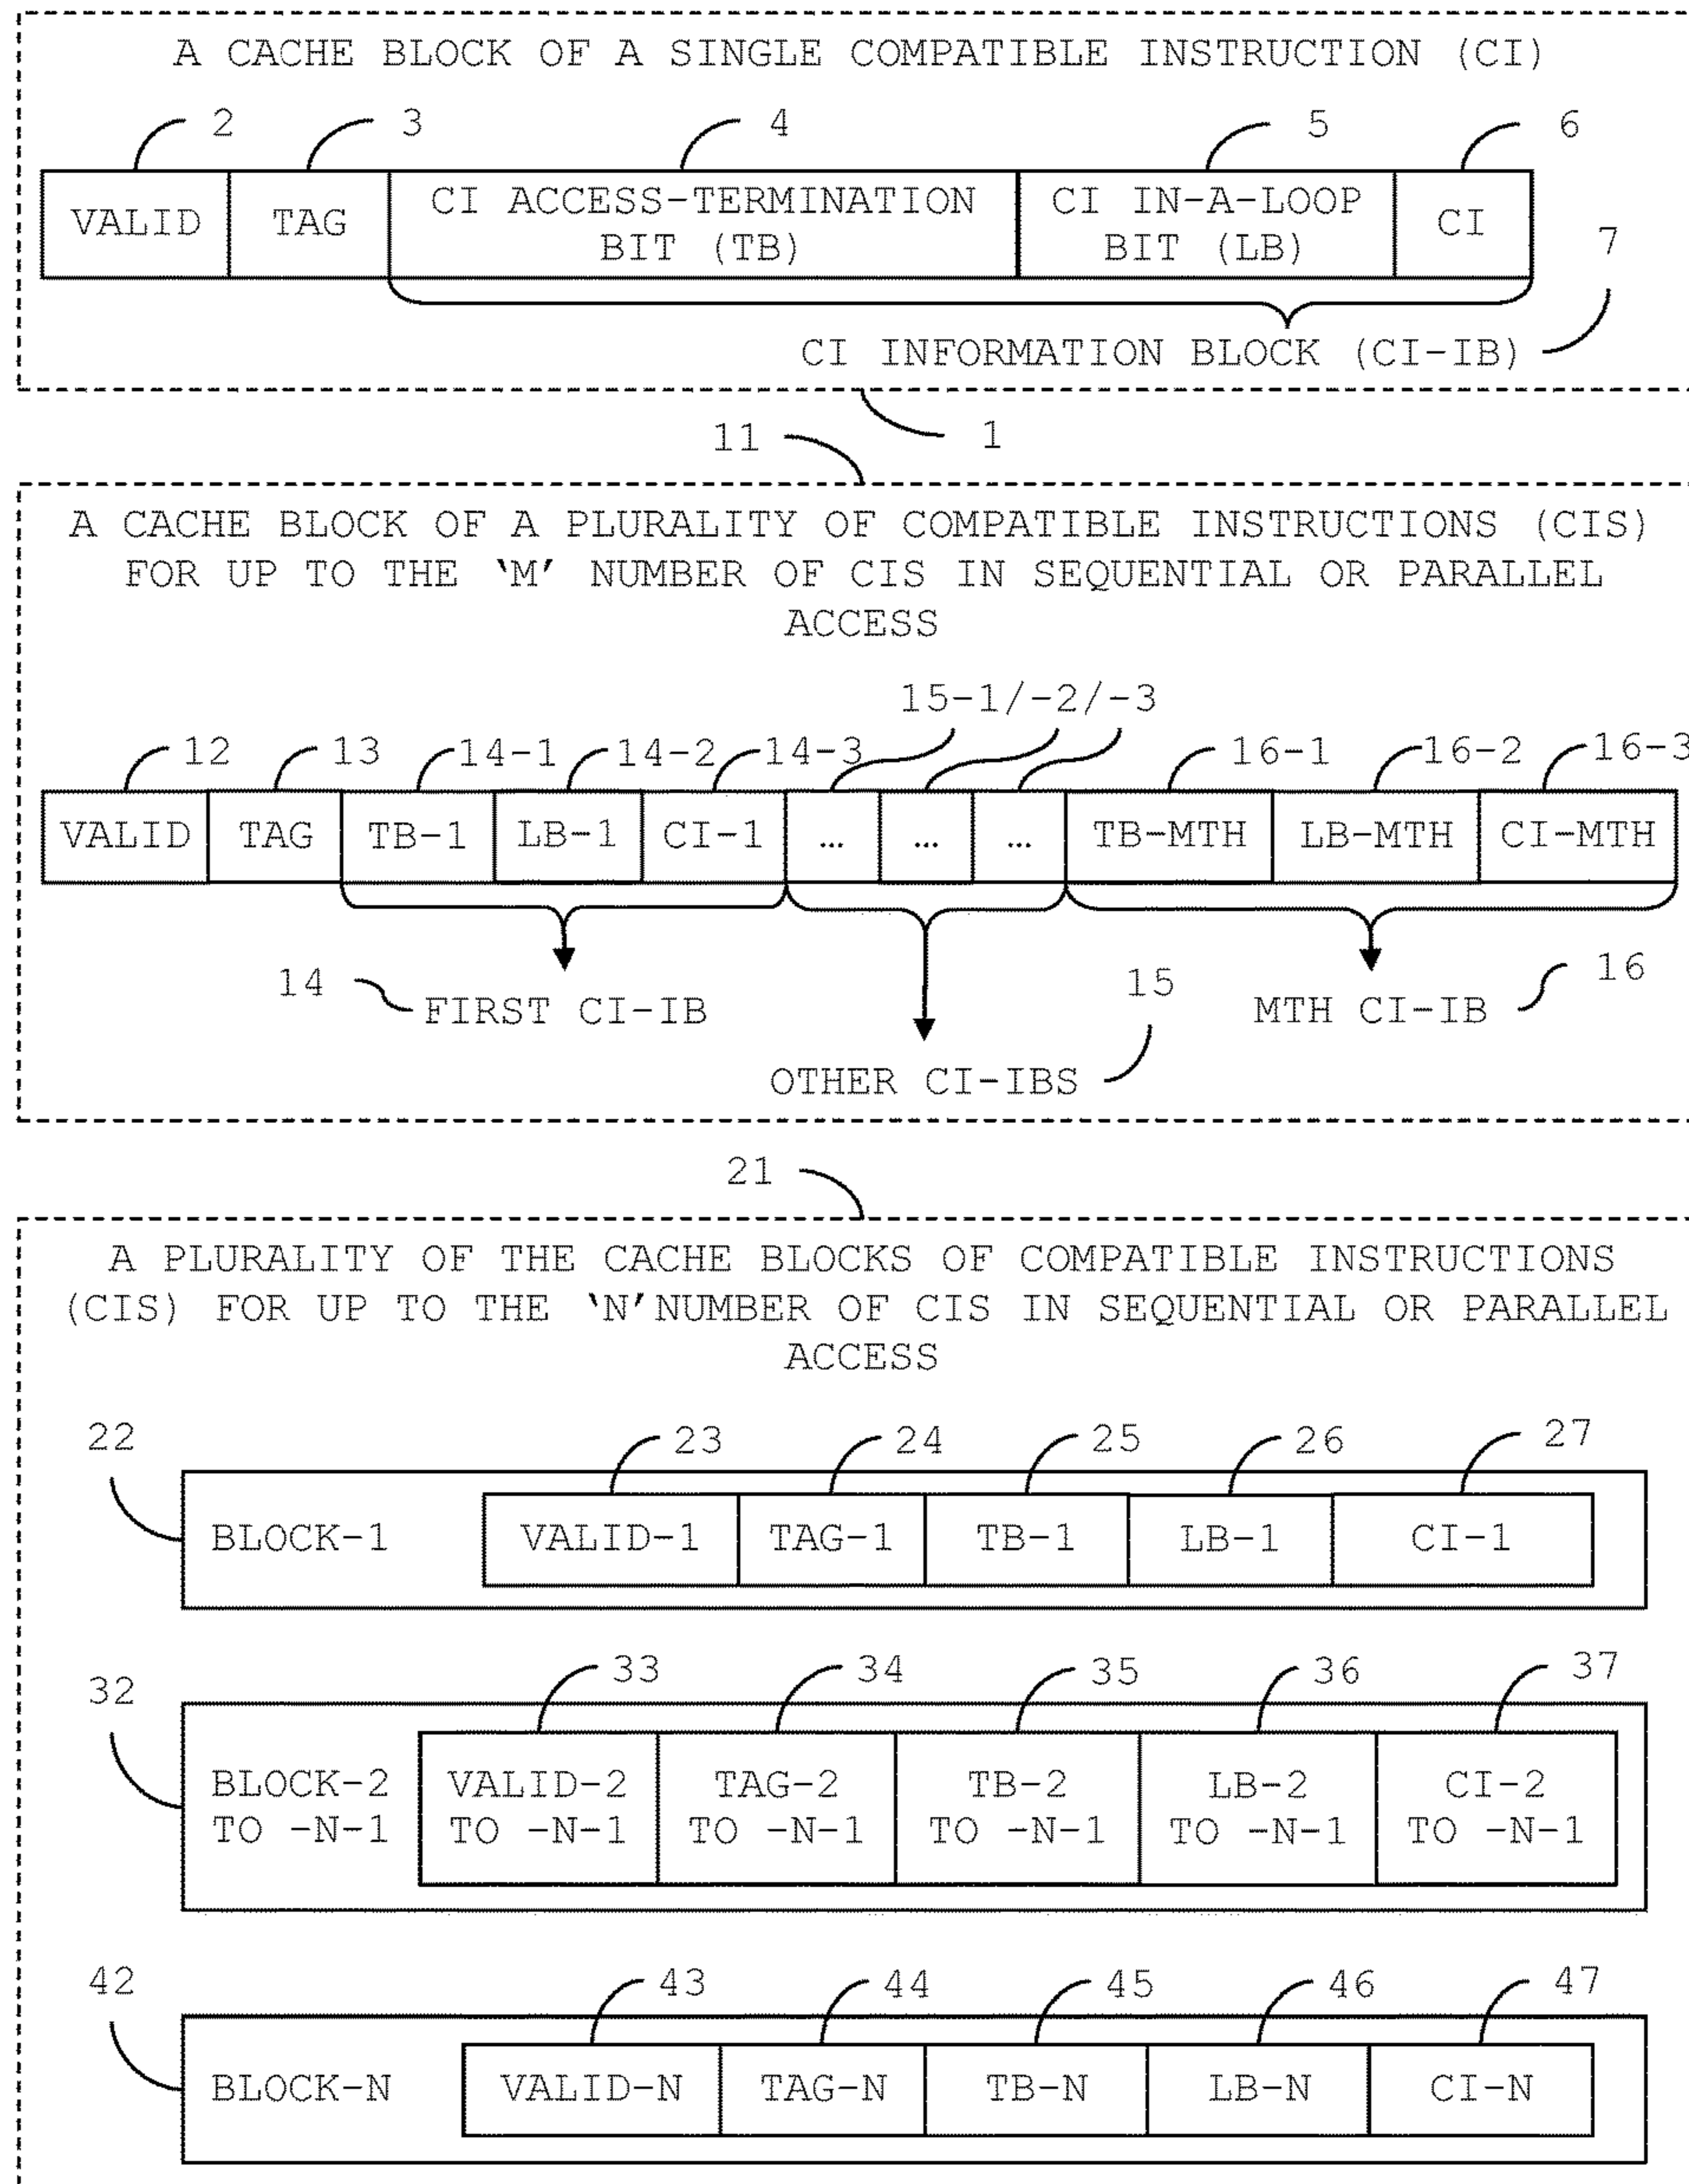 A CACHE BLOCK OF A SINGLE COMPATIBLE INSTRUCTION (CI)
2 3 4 5 6
VALID TAG CI ACCESS-TERMINATION BIT (TB) CI IN-A-LOOP BIT (LB) CI
7
CI INFORMATION BLOCK (CI-IB)
1
11
A CACHE BLOCK OF A PLURALITY OF COMPATIBLE INSTRUCTIONS (CIS)
FOR UP TO THE ‘M’ NUMBER OF CIS IN SEQUENTIAL OR PARALLEL
ACCESS
15-1/-2/-3
12 13 14-1 14-2 14-3 16-1 16-2 16-3
VALID TAG TB-1 LB-1 CI-1 … … … TB-MTH LB-MTH CI-MTH
14 15 16
FIRST CI-IB MTH CI-IB
OTHER CI-IBS
21
A PLURALITY OF THE CACHE BLOCKS OF COMPATIBLE INSTRUCTIONS
(CIS) FOR UP TO THE ‘N’NUMBER OF CIS IN SEQUENTIAL OR PARALLEL
ACCESS
22 23 24 25 26 27
BLOCK-1 VALID-1 TAG-1 TB-1 LB-1 CI-1
32 33 34 35 36 37
BLOCK-2 VALID-2 TAG-2 TB-2 LB-2 CI-2
TO -N-1 TO -N-1 TO -N-1 TO -N-1 TO -N-1 TO -N-1
42 43 44 45 46 47
BLOCK-N VALID-N TAG-N TB-N LB-N CI-N